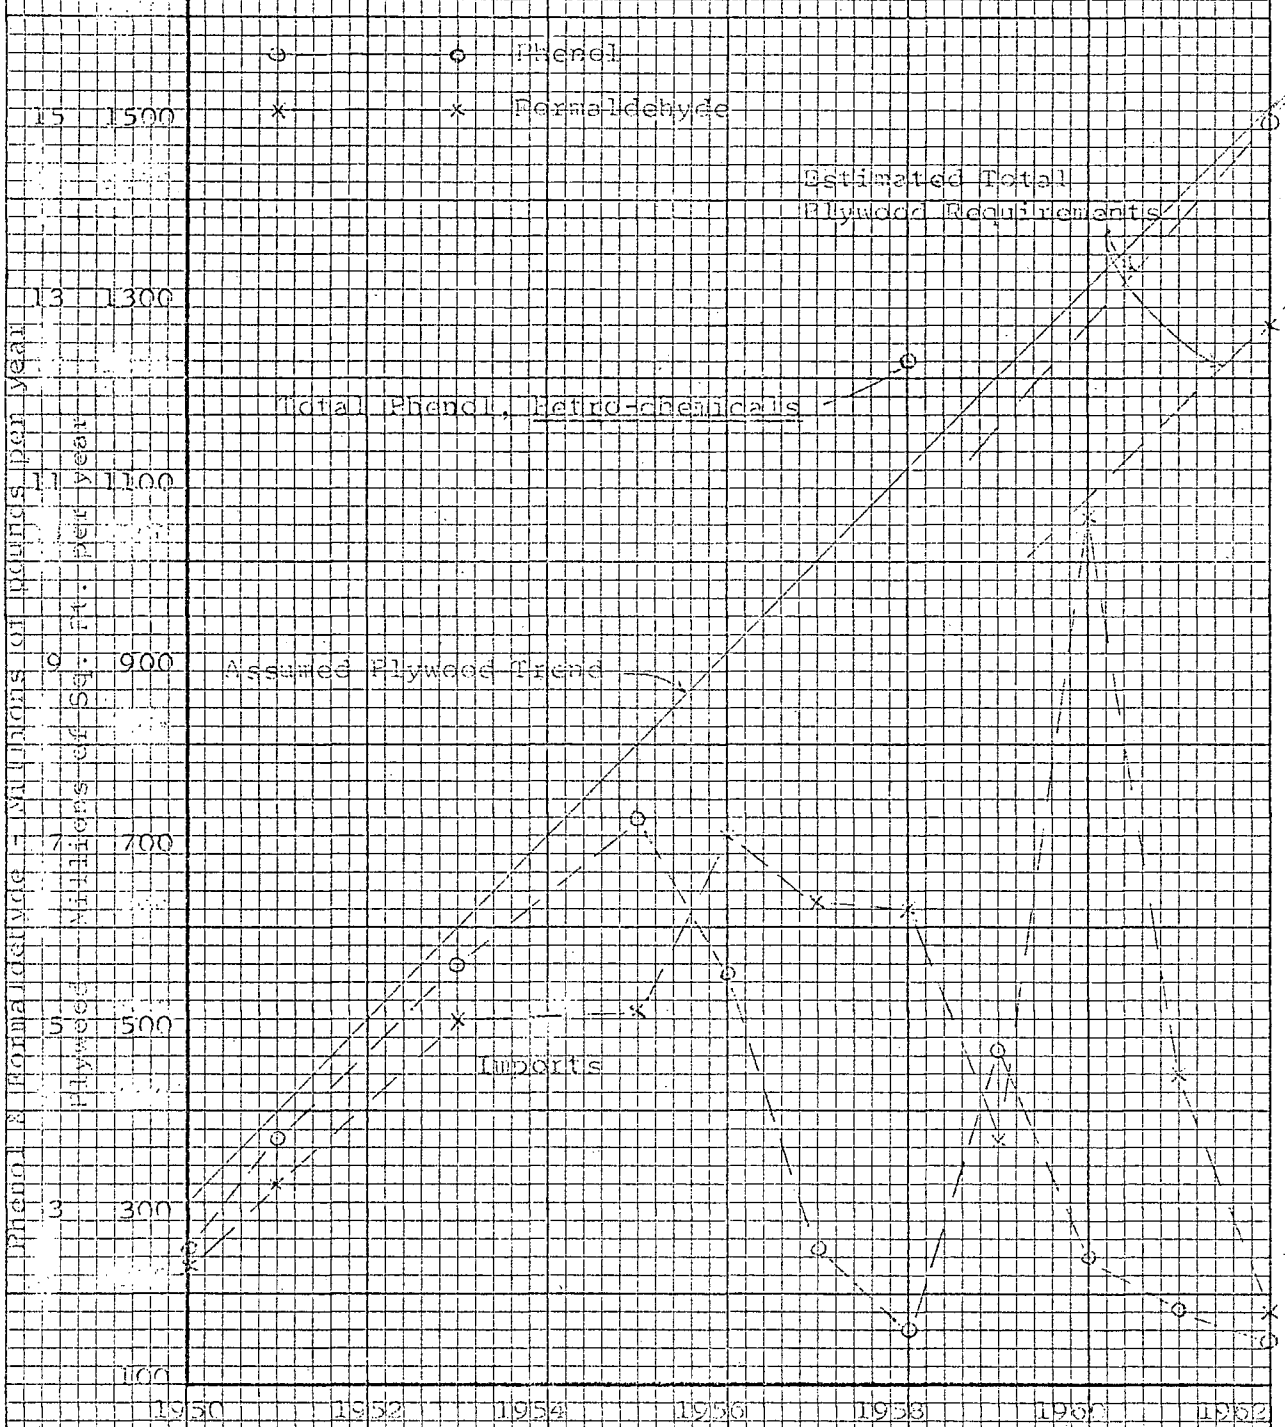 Phenol
Formaldehyde
15 1500
Estimated Total
Plywood Requirements
13 1300
Total Phenol, Petro-chemicals
11 1100
9 900
Assumed Plywood Trend
7 700
5 500
Imports
3 300
100
1950 1952 1954 1956 1958 1960 1962
Phenol & Formaldehyde - Millions of pounds per year
Plywood - Millions of Sq. Ft. per year